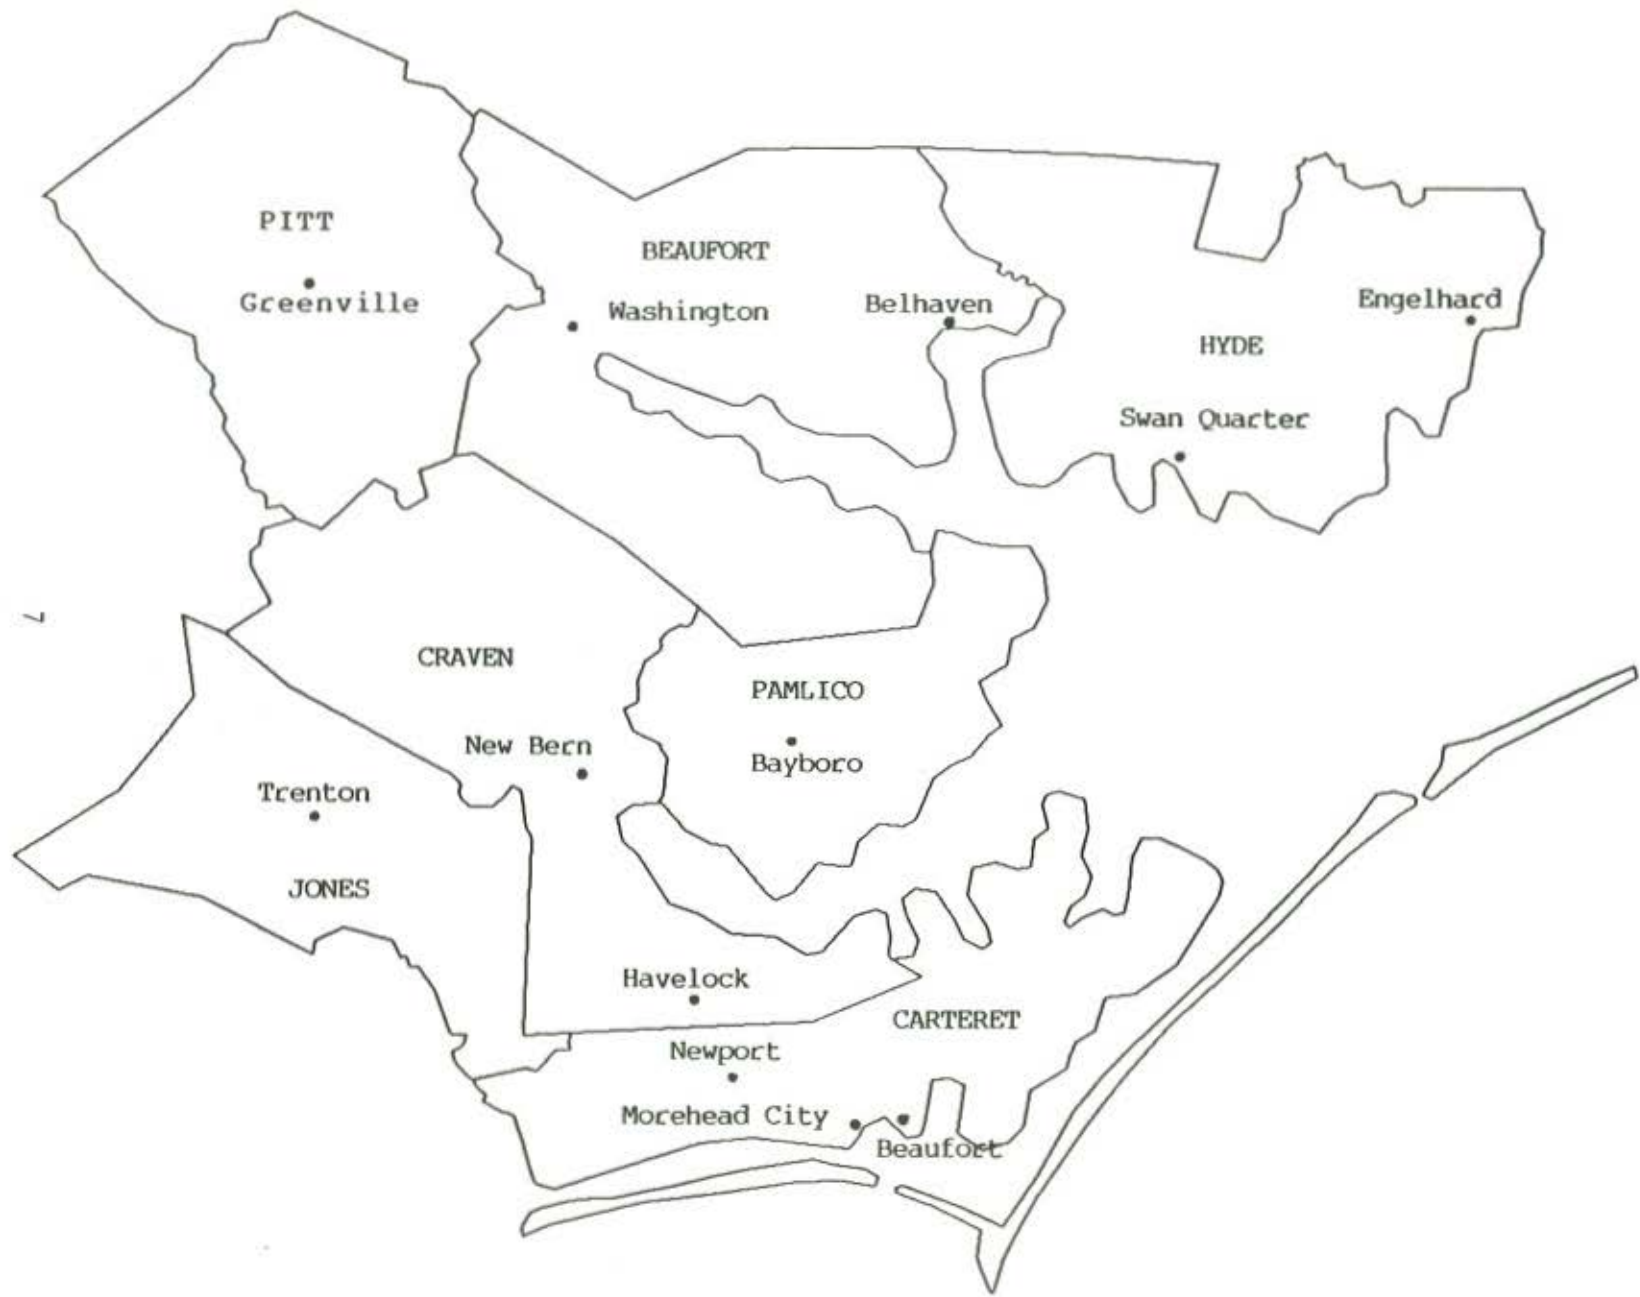 PITT
Greenville
BEAUFORT
Washington
Belhaven
Engelhard
HYDE
Swan Quarter
CRAVEN
PAMLICO
New Bern
Bayboro
Trenton
JONES
Havelock
CARTERET
Newport
Morehead City
Beaufort
7